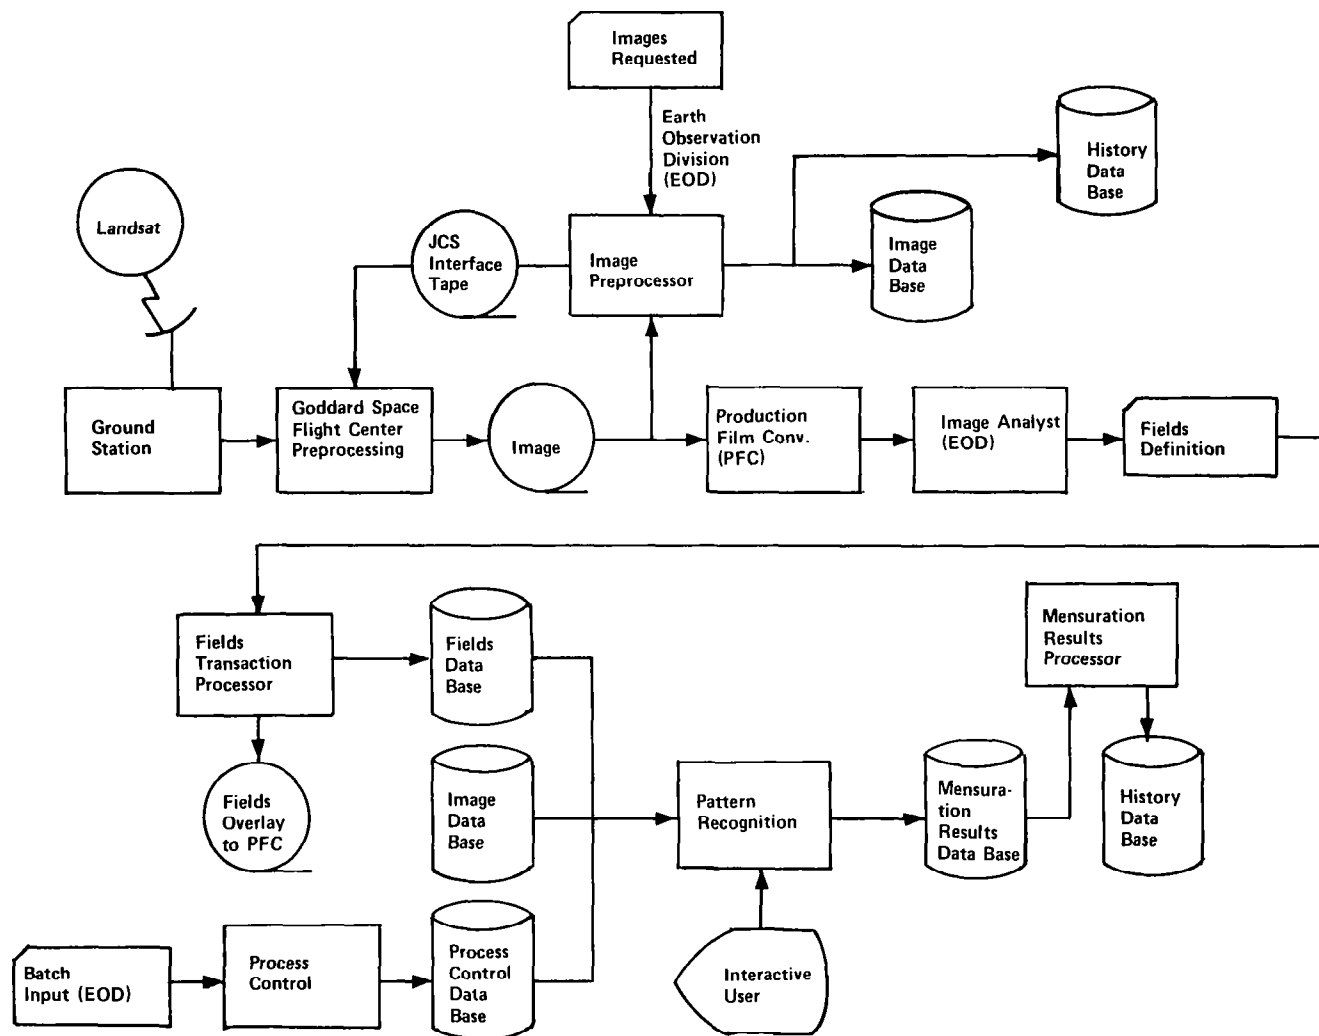 Images
Requested
Earth
Observation
Division
(EOD)
History
Data
Base
Landsat
JCS
Interface
Tape
Image
Preprocessor
Image
Data
Base
Ground
Station
Goddard Space
Flight Center
Preprocessing
Image
Production
Film Conv.
(PFC)
Image Analyst
(EOD)
Fields
Definition
Fields
Transaction
Processor
Fields
Data
Base
Mensuration
Results
Processor
Fields
Overlay
to PFC
Image
Data
Base
Pattern
Recognition
Mensura-
tion
Results
Data Base
History
Data
Base
Batch
Input (EOD)
Process
Control
Process
Control
Data
Base
Interactive
User